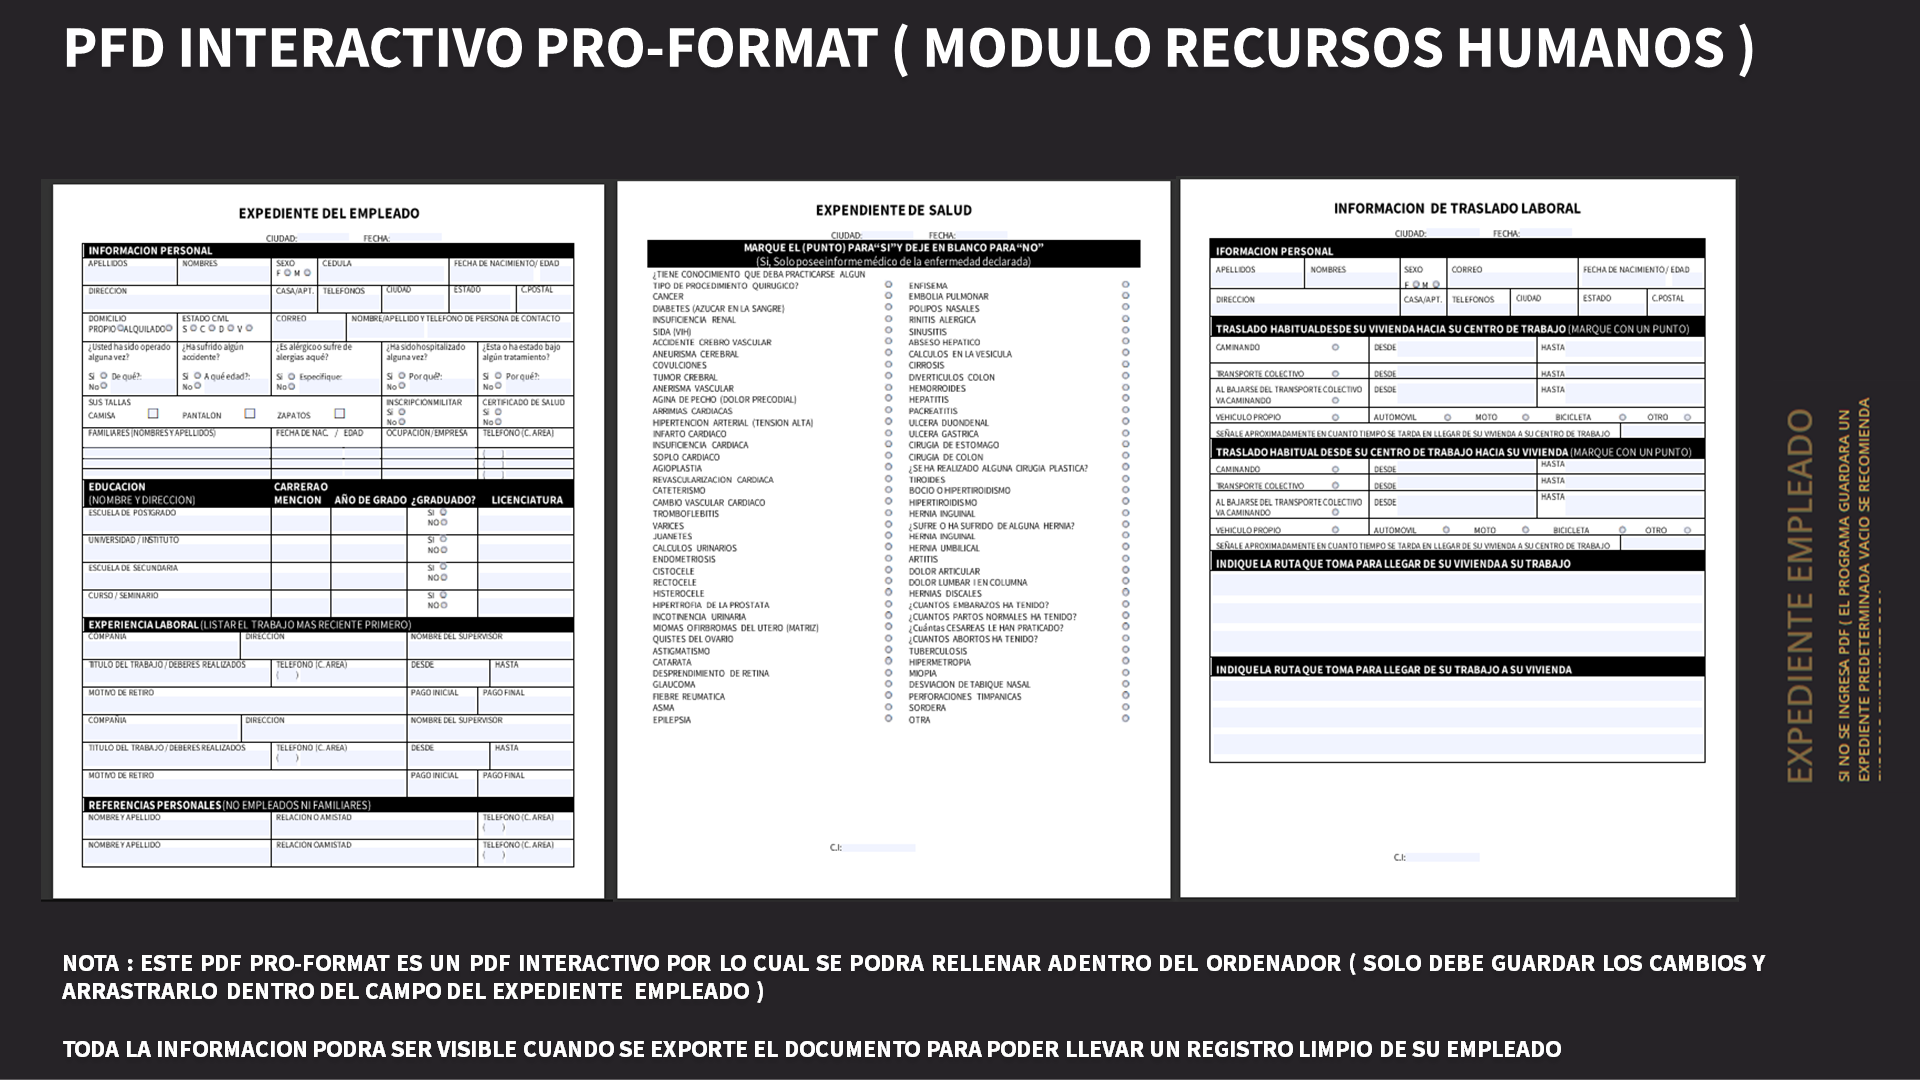 PFD INTERACTIVO PRO-FORMAT ( MODULO RECURSOS HUMANOS )
EXPEDIENTE DEL EMPLEADO
CIUDAD: FECHA:
INFORMACION PERSONAL
APELLIDOS NOMBRES SEXO CEDULA FECHA DE NACIMIENTO/ EDAD
F M
DIRECCIÓN CASA/APT. TELEFONOS CIUDAD ESTADO C.POSTAL
DOMICILIO ESTADO CIVIL CORREO NOMBRE/APELLIDO Y TELEFONO DE PERSONA DE CONTACTO
PROPIO ALQUILADO S C D V
¿Usted ha sido operado ¿Ha sufrido algún ¿Es alérgico o sufre de ¿Ha sido hospitalizado ¿Esta o ha estado bajo
alguna vez? accidente? alergias aqué? alguna vez? algún tratamiento?
Si De qué?: Si A qué edad?: Si Especifique: Si Por qué?: Si Por qué?:
No No No No No
SUS TALLAS INSCRIPCION MILITAR CERTIFICADO DE SALUD
CAMISA PANTALON ZAPATOS Si Si
No No
FAMILIARES (NOMBRES Y APELLIDOS) FECHA DE NAC. / EDAD OCUPACION/EMPRESA TELEFONO (C. AREA)
( )
( )
( )
EDUCACION CARRERA O
(NOMBRE Y DIRECCION) MENCION AÑO DE GRADO ¿GRADUADO? LICENCIATURA
ESCUELA DE POSTGRADO SI
NO
UNIVERSIDAD / INSTITUTO SI
NO
ESCUELA DE SECUNDARIA SI
NO
CURSO / SEMINARIO SI
NO
EXPERIENCIA LABORAL (LISTAR EL TRABAJO MAS RECIENTE PRIMERO)
COMPAÑIA DIRECCION NOMBRE DEL SUPERVISOR
TITULO DEL TRABAJO / DEBERES REALIZADOS TELEFONO (C. AREA) DESDE HASTA
( )
MOTIVO DE RETIRO PAGO INICIAL PAGO FINAL
COMPAÑIA DIRECCION NOMBRE DEL SUPERVISOR
TITULO DEL TRABAJO / DEBERES REALIZADOS TELEFONO (C. AREA) DESDE HASTA
( )
MOTIVO DE RETIRO PAGO INICIAL PAGO FINAL
REFERENCIAS PERSONALES (NO EMPLEADOS NI FAMILIARES)
NOMBRE Y APELLIDO RELACION O AMISTAD TELEFONO (C. AREA)
( )
NOMBRE Y APELLIDO RELACION O AMISTAD TELEFONO (C. AREA)
( )
EXPENDIENTE DE SALUD
CIUDAD: FECHA:
MARQUE EL (PUNTO) PARA “SI” Y DEJE EN BLANCO PARA “NO”
(Si, Solo posee informe médico de la enfermedad declarada)
¿TIENE CONOCIMIENTO QUE DEBA PRACTICARSE ALGUN
TIPO DE PROCEDIMIENTO QUIRUGICO? ENFISEMA
CANCER EMBOLIA PULMONAR
DIABETES (AZUCAR EN LA SANGRE) POLIPOS NASALES
INSUFICIENCIA RENAL RINITIS ALERGICA
SIDA (VIH) SINUSITIS
ACCIDENTE CREBRO VASCULAR ABSESO HEPATICO
ANEURISMA CEREBRAL CALCULOS EN LA VESICULA
COVULCIONES CIRROSIS
TUMOR CREBRAL DIVERTICULOS COLON
ANERISMA VASCULAR HEMORROIDES
AGINA DE PECHO (DOLOR PRECODIAL) HEPATITIS
ARRIMIAS CARDIACAS PACREATITIS
HIPERTENCION ARTERIAL (TENSION ALTA) ULCERA DUONDENAL
INFARTO CARDIACO ULCERA GASTRICA
INSUFICIENCIA CARDIACA CIRUGIA DE ESTOMAGO
SOPLO CARDIACO CIRUGIA DE COLON
AGIOPLASTIA ¿SE HA REALIZADO ALGUNA CIRUGIA PLASTICA?
REVASCULARIZACION CARDIACA TIROIDES
CATETERISMO BOCIO O HIPERTIROIDISMO
CAMBIO VASCULAR CARDIACO HIPERTIROIDISMO
TROMBOFLEBITIS HERNIA INGUINAL
VARICES ¿SUFRE O HA SUFRIDO DE ALGUNA HERNIA?
JUANETES HERNIA INGUINAL
CALCULOS URINARIOS HERNIA UMBILICAL
ENDOMETRIOSIS ARTITIS
CISTOCELE DOLOR ARTICULAR
RECTOCELE DOLOR LUMBAR I EN COLUMNA
HISTEROCELE HERNIAS DISCALES
HIPERTROFIA DE LA PROSTATA ¿CUANTOS EMBARAZOS HA TENIDO?
INCOTINENCIA URINARIA ¿CUANTOS PARTOS NORMALES HA TENIDO?
MIOMAS OFIRBROMAS DEL UTERO (MATRIZ) ¿Cuántas CESAREAS LE HAN PRATICADO?
QUISTES DEL OVARIO ¿CUANTOS ABORTOS HA TENIDO?
ASTIGMATISMO TUBERCULOSIS
CATARATA HIPERMETROPIA
DESPRENDIMIENTO DE RETINA MIOPIA
GLAUCOMA DESVIACION DE TABIQUE NASAL
FIEBRE REUMATICA PERFORACIONES TIMPANICAS
ASMA SORDERA
EPILEPSIA OTRA
C.I:
INFORMACION DE TRASLADO LABORAL
CIUDAD: FECHA:
IFORMACION PERSONAL
APELLIDOS NOMBRES SEXO CORREO FECHA DE NACIMIENTO/ EDAD
F M
DIRECCIÓN CASA/APT. TELEFONOS CIUDAD ESTADO C.POSTAL
TRASLADO HABITUAL DESDE SU VIVIENDA HACIA SU CENTRO DE TRABAJO (MARQUE CON UN PUNTO)
CAMINANDO DESDE HASTA
TRANSPORTE COLECTIVO DESDE HASTA
AL BAJARSE DEL TRANSPORTE COLECTIVO DESDE HASTA
VA CAMINANDO
VEHICULO PROPIO AUTOMOVIL MOTO BICICLETA OTRO
SEÑALE APROXIMADAMENTE EN CUANTO TIEMPO SE TARDA EN LLEGAR DE SU VIVIENDA A SU CENTRO DE TRABAJO
TRASLADO HABITUAL DESDE SU CENTRO DE TRABAJO HACIA SU VIVIENDA (MARQUE CON UN PUNTO)
CAMINANDO DESDE HASTA
TRANSPORTE COLECTIVO DESDE HASTA
AL BAJARSE DEL TRANSPORTE COLECTIVO DESDE HASTA
VA CAMINANDO
VEHICULO PROPIO AUTOMOVIL MOTO BICICLETA OTRO
SEÑALE APROXIMADAMENTE EN CUANTO TIEMPO SE TARDA EN LLEGAR DE SU VIVIENDA A SU CENTRO DE TRABAJO
INDIQUE LA RUTA QUE TOMA PARA LLEGAR DE SU VIVIENDA A SU TRABAJO
INDIQUE LA RUTA QUE TOMA PARA LLEGAR DE SU TRABAJO A SU VIVIENDA
C.I:
EXPEDIENTE EMPLEADO
SI NO SE INGRESA PDF ( EL PROGRAMA GUARDARA UN
EXPEDIENTE PREDETERMINADA VACIO SE RECOMIENDA
NOTA : ESTE PDF PRO-FORMAT ES UN PDF INTERACTIVO POR LO CUAL SE PODRA RELLENAR ADENTRO DEL ORDENADOR ( SOLO DEBE GUARDAR LOS CAMBIOS Y
ARRASTRARLO DENTRO DEL CAMPO DEL EXPEDIENTE EMPLEADO )
TODA LA INFORMACION PODRA SER VISIBLE CUANDO SE EXPORTE EL DOCUMENTO PARA PODER LLEVAR UN REGISTRO LIMPIO DE SU EMPLEADO